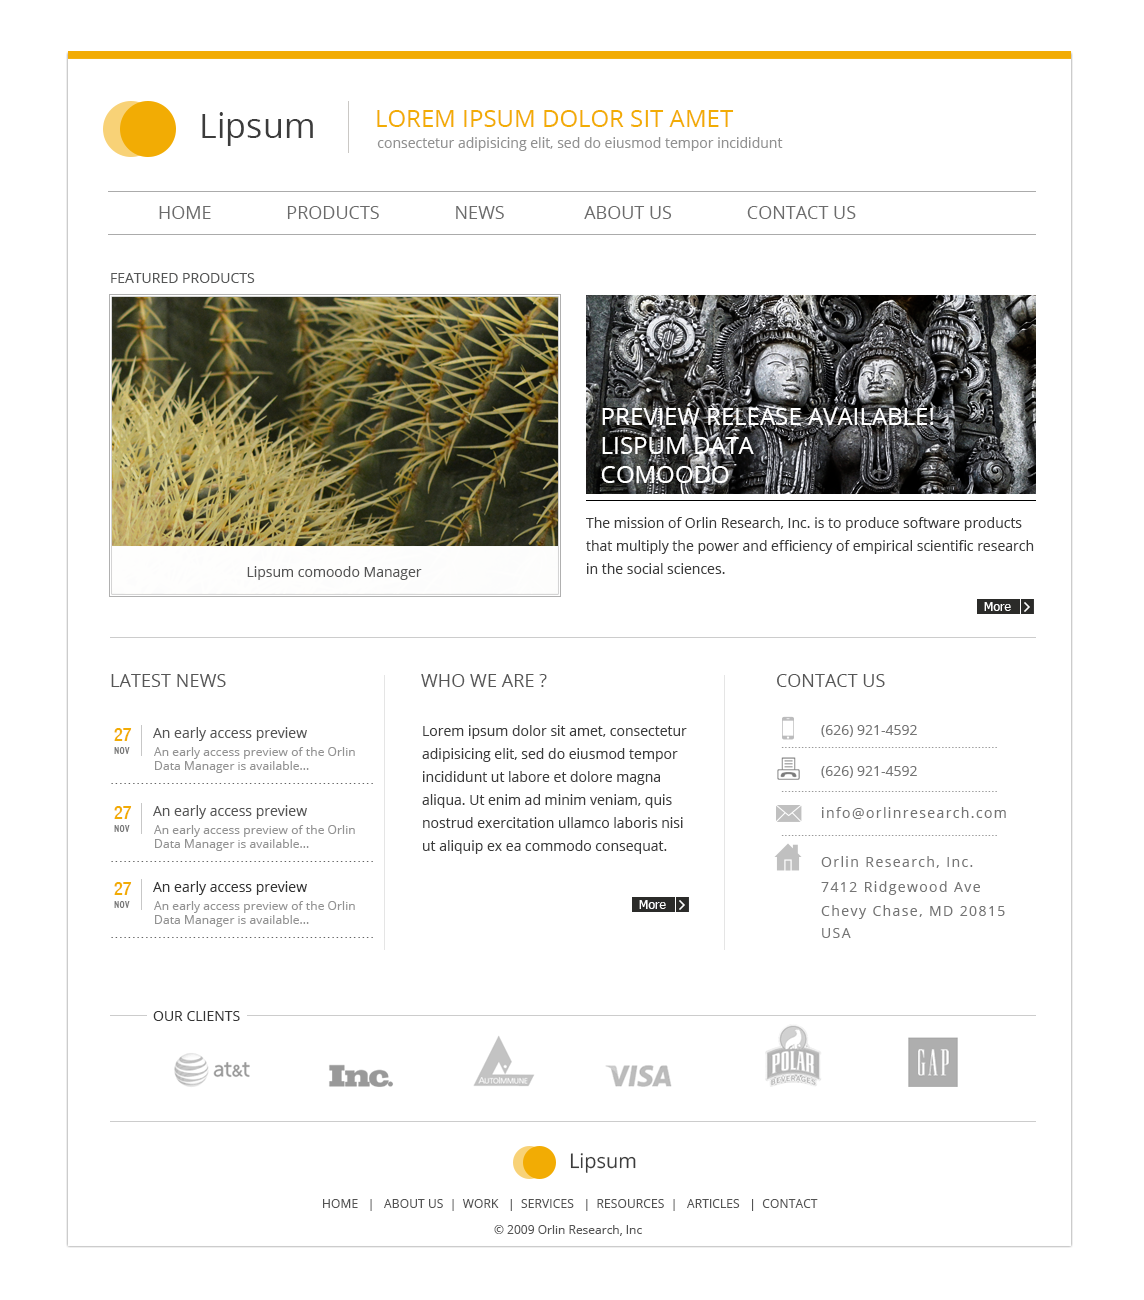 Lipsum
LOREM IPSUM DOLOR SIT AMET
consectetur adipisicing elit, sed do eiusmod tempor incididunt
HOME PRODUCTS NEWS ABOUT US CONTACT US
FEATURED PRODUCTS
Lipsum comoodo Manager
PREVIEW RELEASE AVAILABLE!
LISPUM DATA
COMOODO
The mission of Orlin Research, Inc. is to produce software products
that multiply the power and efficiency of empirical scientific research
in the social sciences.
More
LATEST NEWS
27
NOV
An early access preview
An early access preview of the Orlin
Data Manager is available...
27
NOV
An early access preview
An early access preview of the Orlin
Data Manager is available...
27
NOV
An early access preview
An early access preview of the Orlin
Data Manager is available...
WHO WE ARE ?
Lorem ipsum dolor sit amet, consectetur
adipisicing elit, sed do eiusmod tempor
incididunt ut labore et dolore magna
aliqua. Ut enim ad minim veniam, quis
nostrud exercitation ullamco laboris nisi
ut aliquip ex ea commodo consequat.
More
CONTACT US
(626) 921-4592
(626) 921-4592
info@orlinresearch.com
Orlin Research, Inc.
7412 Ridgewood Ave
Chevy Chase, MD 20815
USA
OUR CLIENTS
at&t
Inc.
AUTOIMMUNE
VISA
POLAR
BEVERAGES
GAP
Lipsum
HOME | ABOUT US | WORK | SERVICES | RESOURCES | ARTICLES | CONTACT
© 2009 Orlin Research, Inc